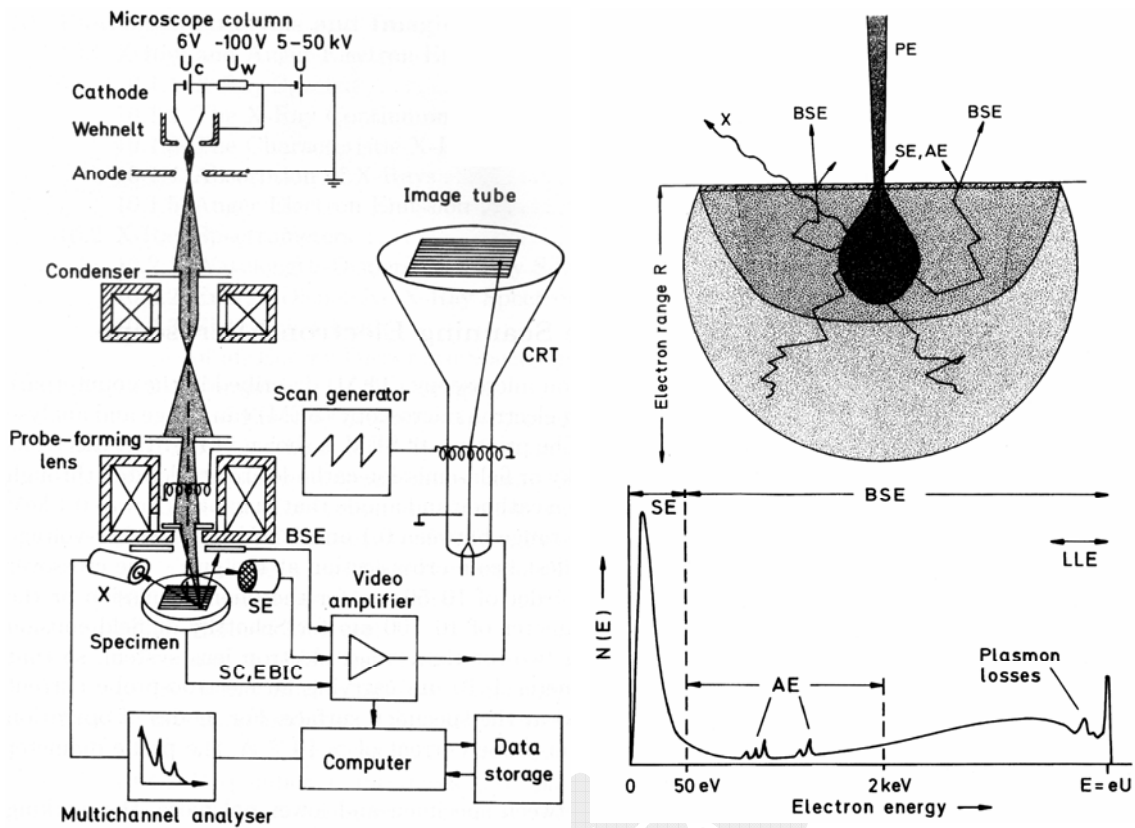 Microscope column
6V -100V 5-50 kV
Uc Uw U
Cathode
Wehnelt
Anode
Condenser
Image tube
CRT
Scan generator
Probe-forming
lens
BSE
X
SE
Video
amplifier
Specimen
SC, EBIC
Computer
Data
storage
Multichannel analyser
PE
X
BSE
BSE
SE, AE
Electron range R
SE
BSE
LLE
N(E)
AE
Plasmon
losses
0 50 eV 2 keV E = eU
Electron energy